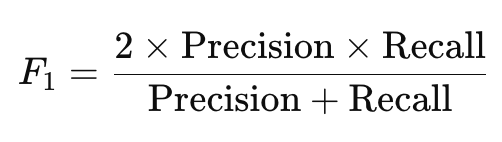 F₁ = 2 × Precision × Recall / Precision + Recall